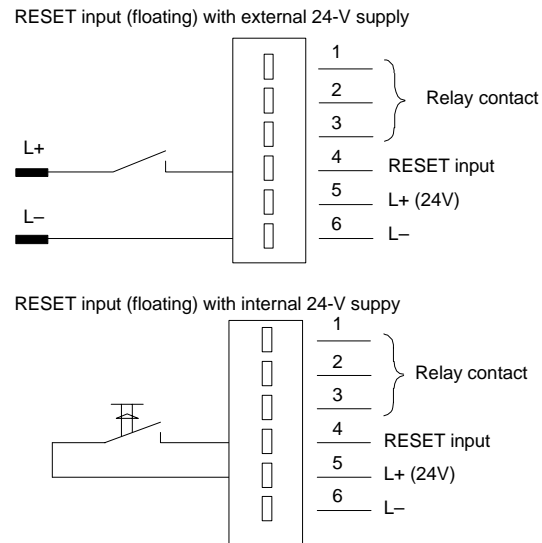 RESET input (floating) with external 24-V supply
1
2
Relay contact
3
L+
4
RESET input
5
L+ (24V)
L–
6
L–
RESET input (floating) with internal 24-V suppy
1
2
Relay contact
3
4
RESET input
5
L+ (24V)
6
L–